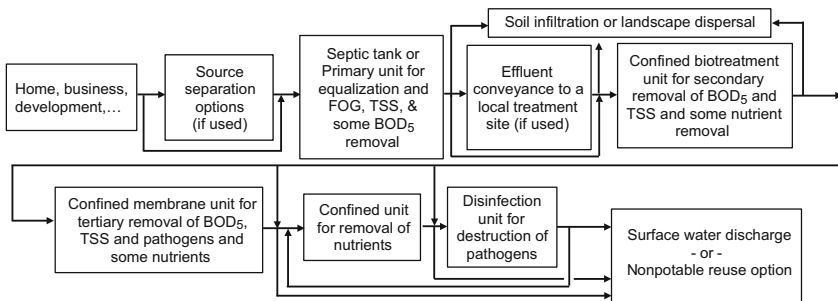 Soil infiltration or landscape dispersal
Home, business,
development,...
Source
separation
options
(if used)
Septic tank or
Primary unit for
equalization and
FOG, TSS, &
some BOD5
removal
Effluent
conveyance to a
local treatment
site (if used)
Confined biotreatment
unit for secondary
removal of BOD5 and
TSS and some nutrient
removal
Confined membrane unit for
tertiary removal of BOD5,
TSS and pathogens and
some nutrients
Confined unit
for removal of
nutrients
Disinfection
unit for
destruction of
pathogens
Surface water discharge
- or -
Nonpotable reuse option